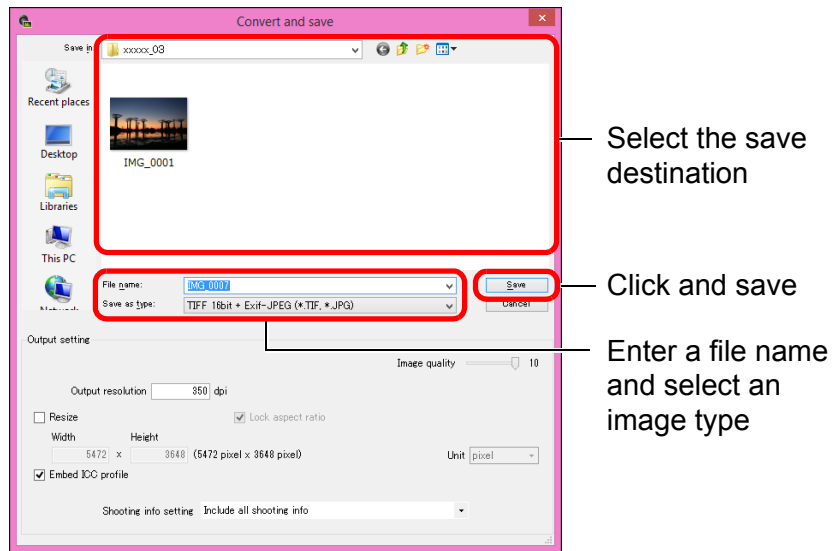 Convert and save
Save in:
xxxxx_03
Recent places
Desktop
IMG_0001
Libraries
This PC
Network
File name:
IMG_0007
Save
Save as type:
TIFF 16bit + Exif-JPEG (*.TIF, *.JPG)
Cancel
Output setting
Image quality 10
Output resolution 350 dpi
Resize
Lock aspect ratio
Width Height
5472 x 3648 (5472 pixel x 3648 pixel)
Unit pixel
Embed ICC profile
Shooting info setting Include all shooting info
Select the save
destination
Click and save
Enter a file name
and select an
image type